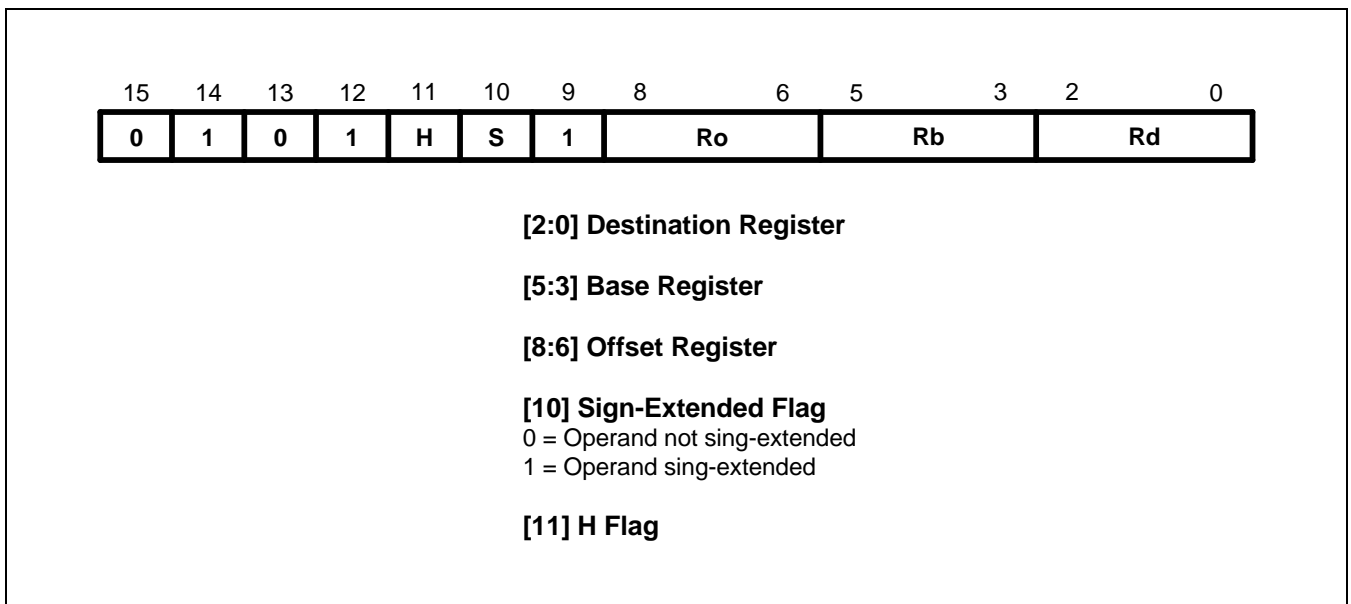 15 14 13 12 11 10 9 8 6 5 3 2 0
0 1 0 1 H S 1 Ro Rb Rd
[2:0] Destination Register
[5:3] Base Register
[8:6] Offset Register
[10] Sign-Extended Flag
0 = Operand not sing-extended
1 = Operand sing-extended
[11] H Flag